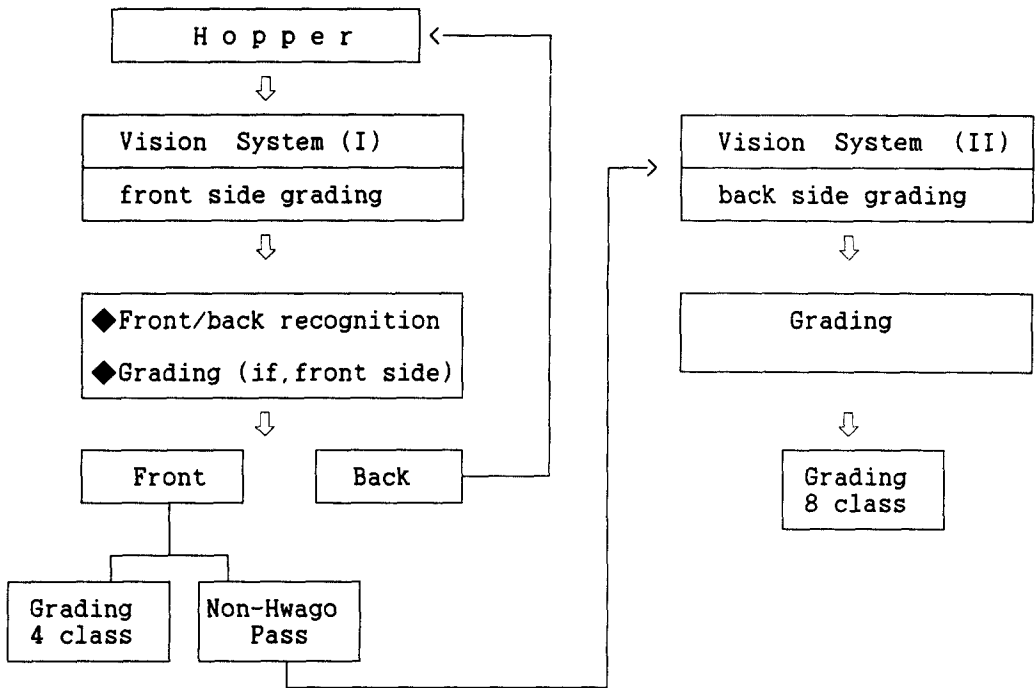 Hopper
Vision System (I)
front side grading
◆Front/back recognition
◆Grading (if,front side)
Front
Back
Grading
4 class
Non-Hwago
Pass
Vision System (II)
back side grading
Grading
Grading
8 class